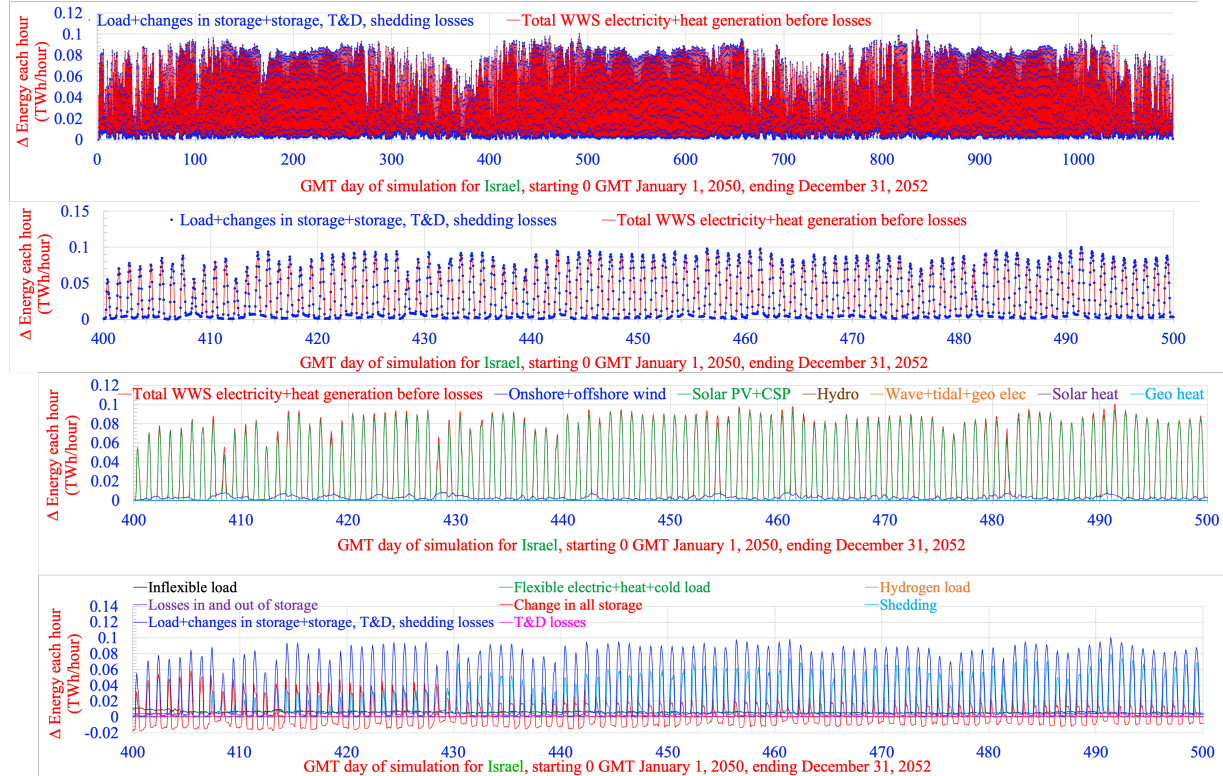 Load+changes in storage+storage, T&D, shedding losses —Total WWS electricity+heat generation before losses
Δ Energy each hour
(TWh/hour)
0.12
0.1
0.08
0.06
0.04
0.02
0
0 100 200 300 400 500 600 700 800 900 1000
GMT day of simulation for Israel, starting 0 GMT January 1, 2050, ending December 31, 2052
Load+changes in storage+storage, T&D, shedding losses —Total WWS electricity+heat generation before losses
Δ Energy each hour
(TWh/hour)
0.15
0.1
0.05
0
400 410 420 430 440 450 460 470 480 490 500
GMT day of simulation for Israel, starting 0 GMT January 1, 2050, ending December 31, 2052
—Total WWS electricity+heat generation before losses —Onshore+offshore wind —Solar PV+CSP —Hydro —Wave+tidal+geo elec —Solar heat —Geo heat
Δ Energy each hour
(TWh/hour)
0.12
0.1
0.08
0.06
0.04
0.02
0
400 410 420 430 440 450 460 470 480 490 500
GMT day of simulation for Israel, starting 0 GMT January 1, 2050, ending December 31, 2052
—Inflexible load —Flexible electric+heat+cold load —Hydrogen load
—Losses in and out of storage —Change in all storage —Shedding
—Load+changes in storage+storage, T&D, shedding losses —T&D losses
Δ Energy each hour
(TWh/hour)
0.14
0.12
0.1
0.08
0.06
0.04
0.02
0
-0.02
400 410 420 430 440 450 460 470 480 490 500
GMT day of simulation for Israel, starting 0 GMT January 1, 2050, ending December 31, 2052